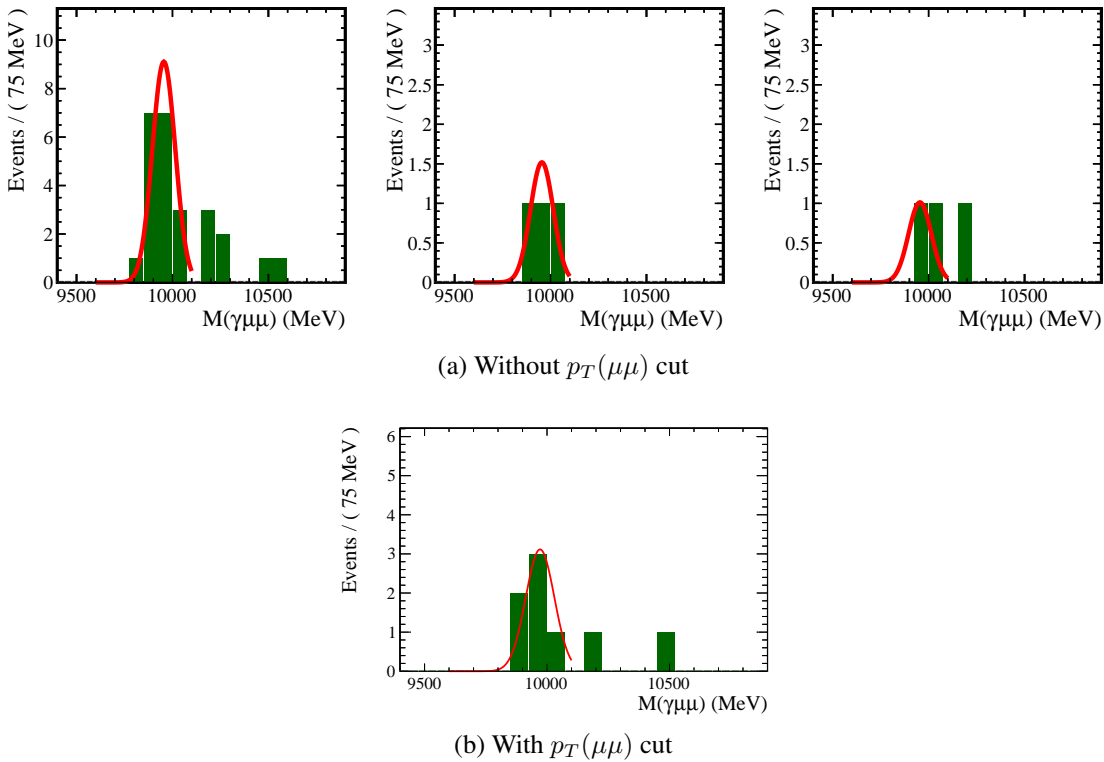 Events / ( 75 MeV )
10
8
6
4
2
0
9500 10000 10500
M(γμμ) (MeV)
Events / ( 75 MeV )
3
2.5
2
1.5
1
0.5
0
9500 10000 10500
M(γμμ) (MeV)
Events / ( 75 MeV )
3
2.5
2
1.5
1
0.5
0
9500 10000 10500
M(γμμ) (MeV)
(a) Without p_T(μμ) cut
Events / ( 75 MeV )
6
5
4
3
2
1
0
9500 10000 10500
M(γμμ) (MeV)
(b) With p_T(μμ) cut